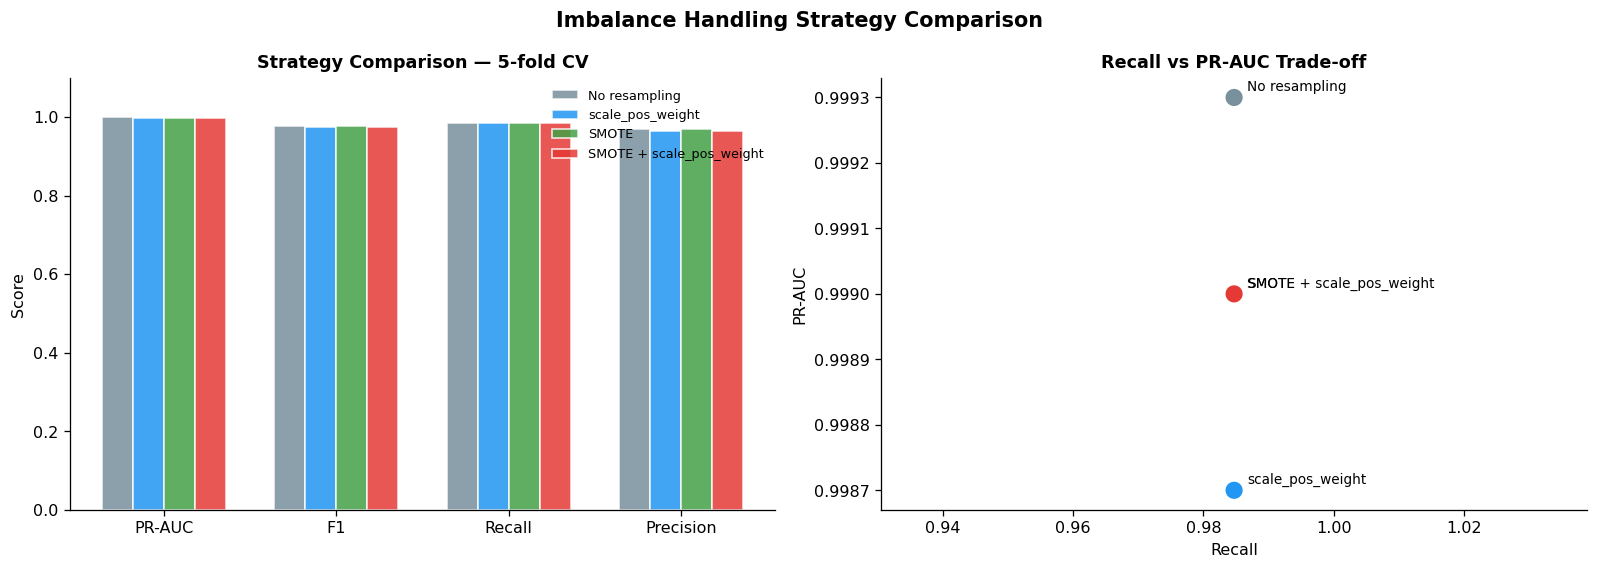 Imbalance Handling Strategy Comparison
Strategy Comparison — 5-fold CV
Score
1.0
0.8
0.6
0.4
0.2
0.0
PR-AUC
F1
Recall
Precision
No resampling
scale_pos_weight
SMOTE
SMOTE + scale_pos_weight
Recall vs PR-AUC Trade-off
PR-AUC
0.9993
0.9992
0.9991
0.9990
0.9989
0.9988
0.9987
No resampling
SMOTE + scale_pos_weight
scale_pos_weight
0.94
0.96
0.98
1.00
1.02
Recall